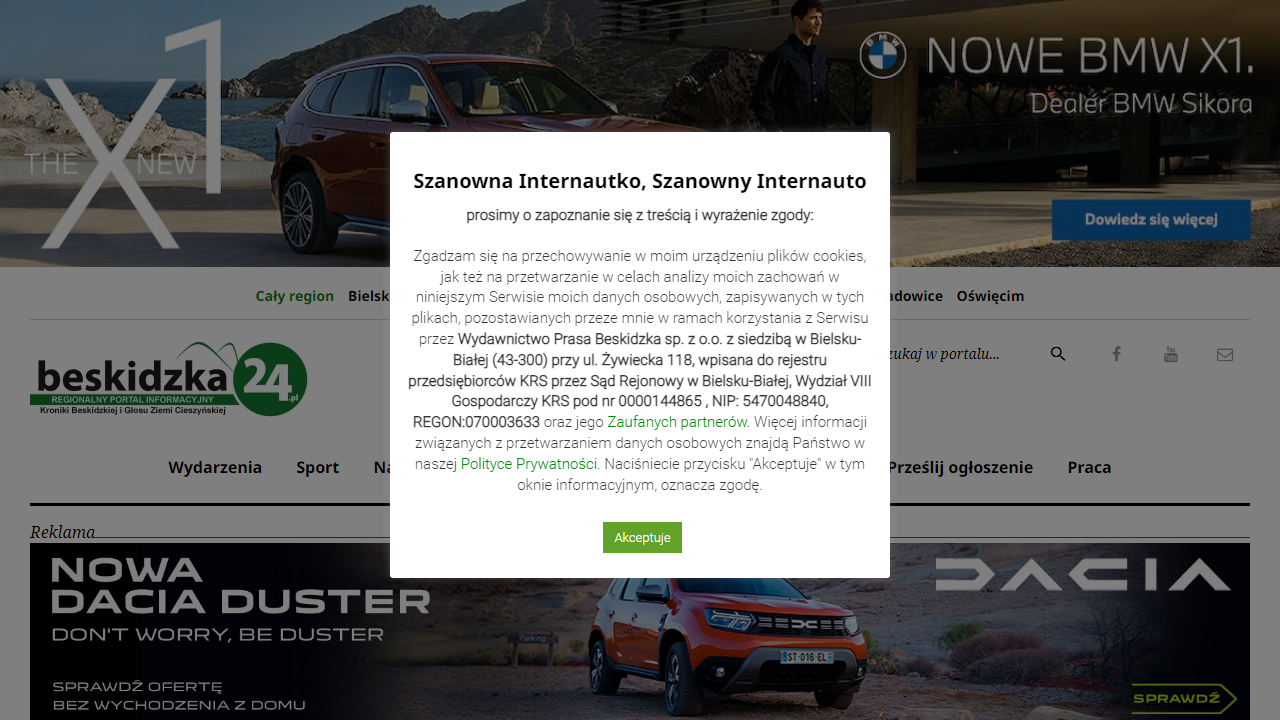 THE X1 NEW
NOWE BMW X1.
Dealer BMW Sikora
Dowiedz się więcej
Szanowna Internautko, Szanowny Internauto
prosimy o zapoznanie się z treścią i wyrażenie zgody:
Zgadzam się na przechowywanie w moim urządzeniu plików cookies,
jak też na przetwarzanie w celach analizy moich zachowań w
niniejszym Serwisie moich danych osobowych, zapisywanych w tych
plikach, pozostawianych przeze mnie w ramach korzystania z Serwisu
przez Wydawnictwo Prasa Beskidzka sp. z o.o. z siedzibą w Bielsku-
Białej (43-300) przy ul. Żywiecka 118, wpisana do rejestru
przedsiębiorców KRS przez Sąd Rejonowy w Bielsku-Białej, Wydział VIII
Gospodarczy KRS pod nr 0000144865 , NIP: 5470048840,
REGON:070003633 oraz jego Zaufanych partnerów. Więcej informacji
związanych z przetwarzaniem danych osobowych znajdą Państwo w
naszej Polityce Prywatności. Naciśniecie przycisku "Akceptuje" w tym
oknie informacyjnym, oznacza zgodę.
Akceptuje
Cały region Bielsk adowice Oświęcim
beskidzka24.pl
REGIONALNY PORTAL INFORMACYJNY
Kroniki Beskidzkiej i Głosu Ziemi Cieszyńskiej
zukaj w portalu...
Wydarzenia Sport Na Prześlij ogłoszenie Praca
Reklama
NOWA
DACIA DUSTER
DON'T WORRY, BE DUSTER
SPRAWDŹ OFERTĘ
BEZ WYCHODZENIA Z DOMU
DACIA
Parking
ST-016-EL
SPRAWDŹ